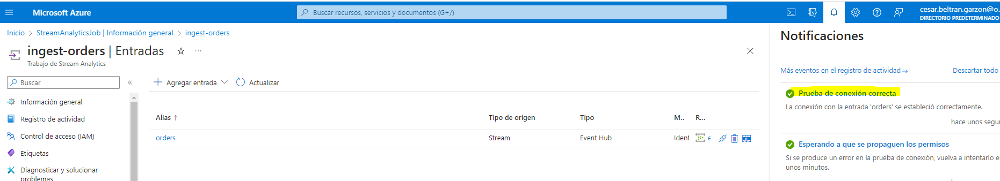 Microsoft Azure
Buscar recursos, servicios y documentos (G+/)
cesar.beltran.garzon@o.
DIRECTORIO PREDETERMINADO
Inicio > StreamAnalyticsJob | Información general > ingest-orders
ingest-orders | Entradas
Trabajo de Stream Analytics
Buscar
Información general
Registro de actividad
Control de acceso (IAM)
Etiquetas
Diagnosticar y solucionar
problemas
Agregar entrada
Actualizar
Alias ↑ Tipo de origen Tipo M.. R...
orders Stream Event Hub Ident e
Notificaciones
Más eventos en el registro de actividad →
Descartar todo
Prueba de conexión correcta
La conexión con la entrada 'orders' se estableció correctamente.
hace unos segu
Esperando a que se propaguen los permisos
Si se produce un error en la prueba de conexión, vuelva a intentarlo e
unos minutos.